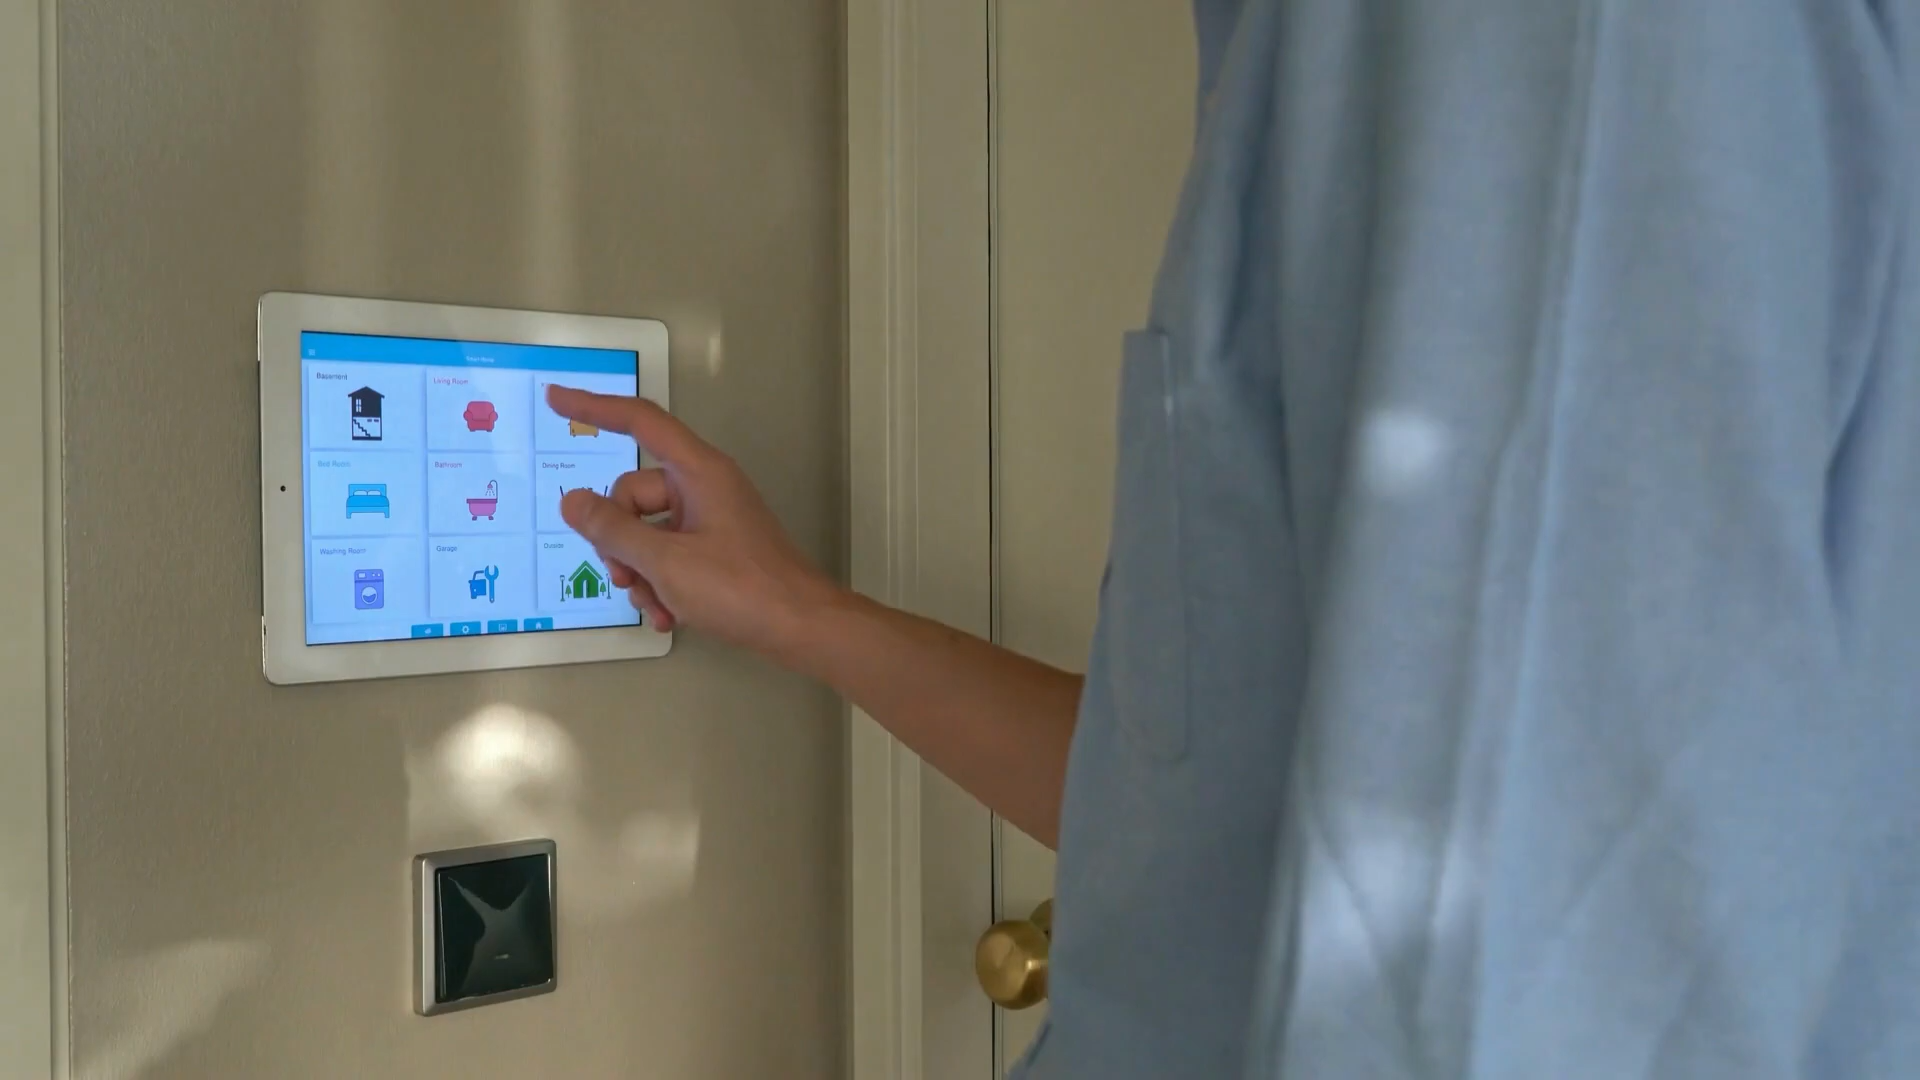 Basement
Living Room
Bed Room
Bathroom
Dining Room
Washing Room
Garage
Outside